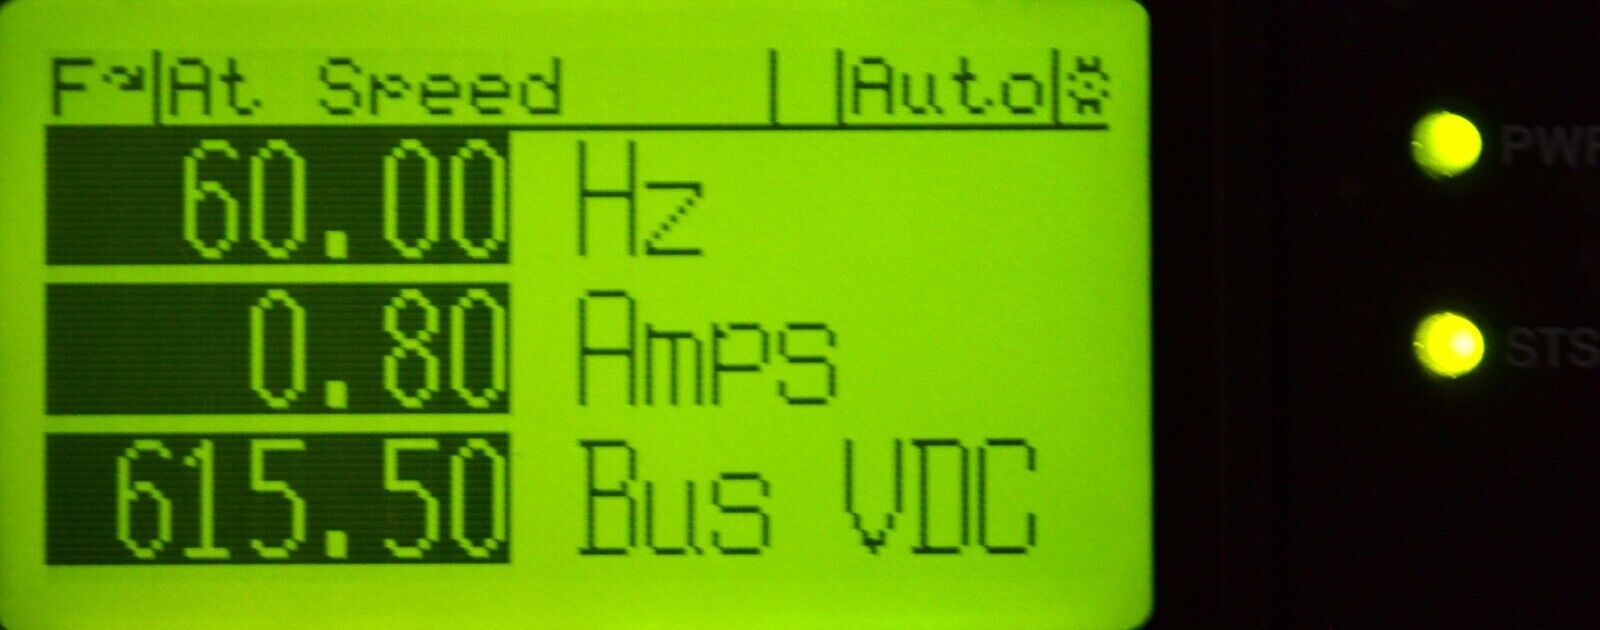 F At Speed Auto
60.00 Hz
0.80 Amps
615.50 Bus VDC
PWR
STS